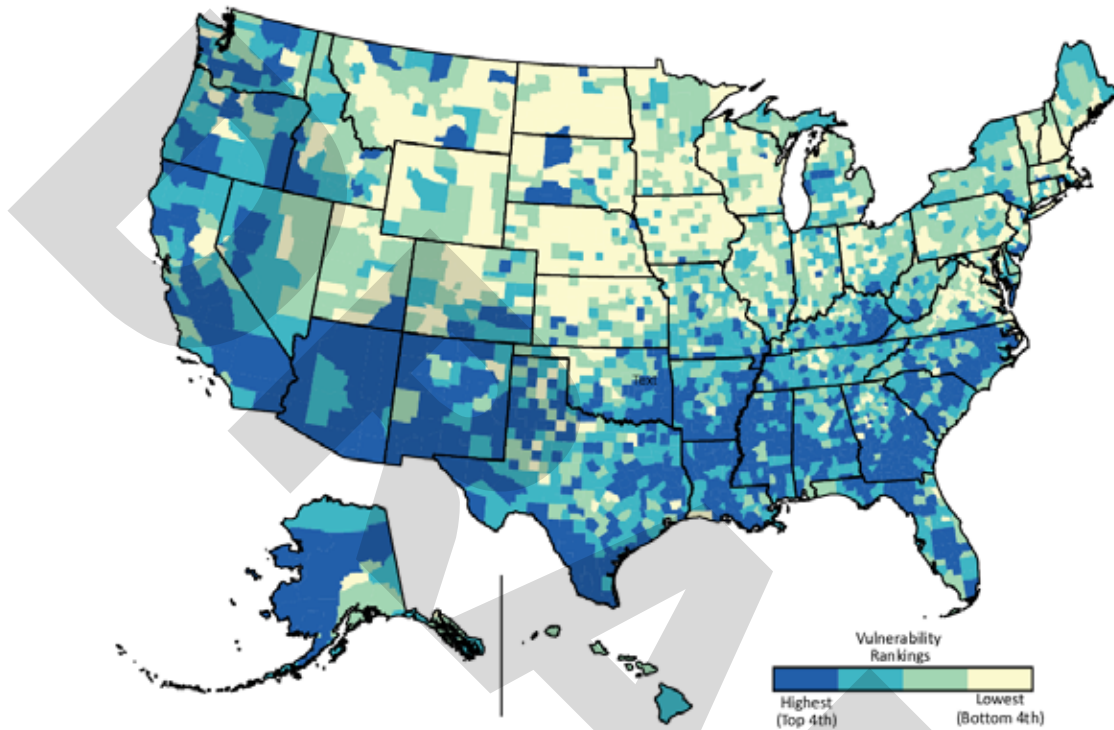 Text
Vulnerability
Rankings
Highest
(Top 4th)
Lowest
(Bottom 4th)